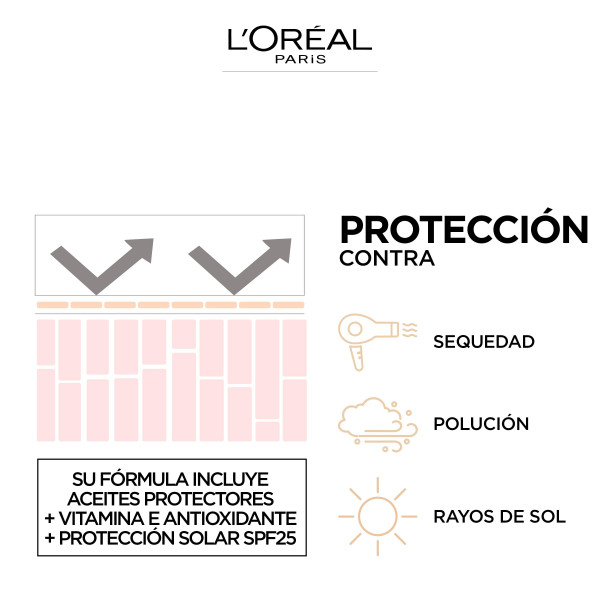 L'ORÉAL
PARiS
PROTECCIÓN
CONTRA
SEQUEDAD
POLUCIÓN
RAYOS DE SOL
SU FÓRMULA INCLUYE
ACEITES PROTECTORES
+ VITAMINA E ANTIOXIDANTE
+ PROTECCIÓN SOLAR SPF25